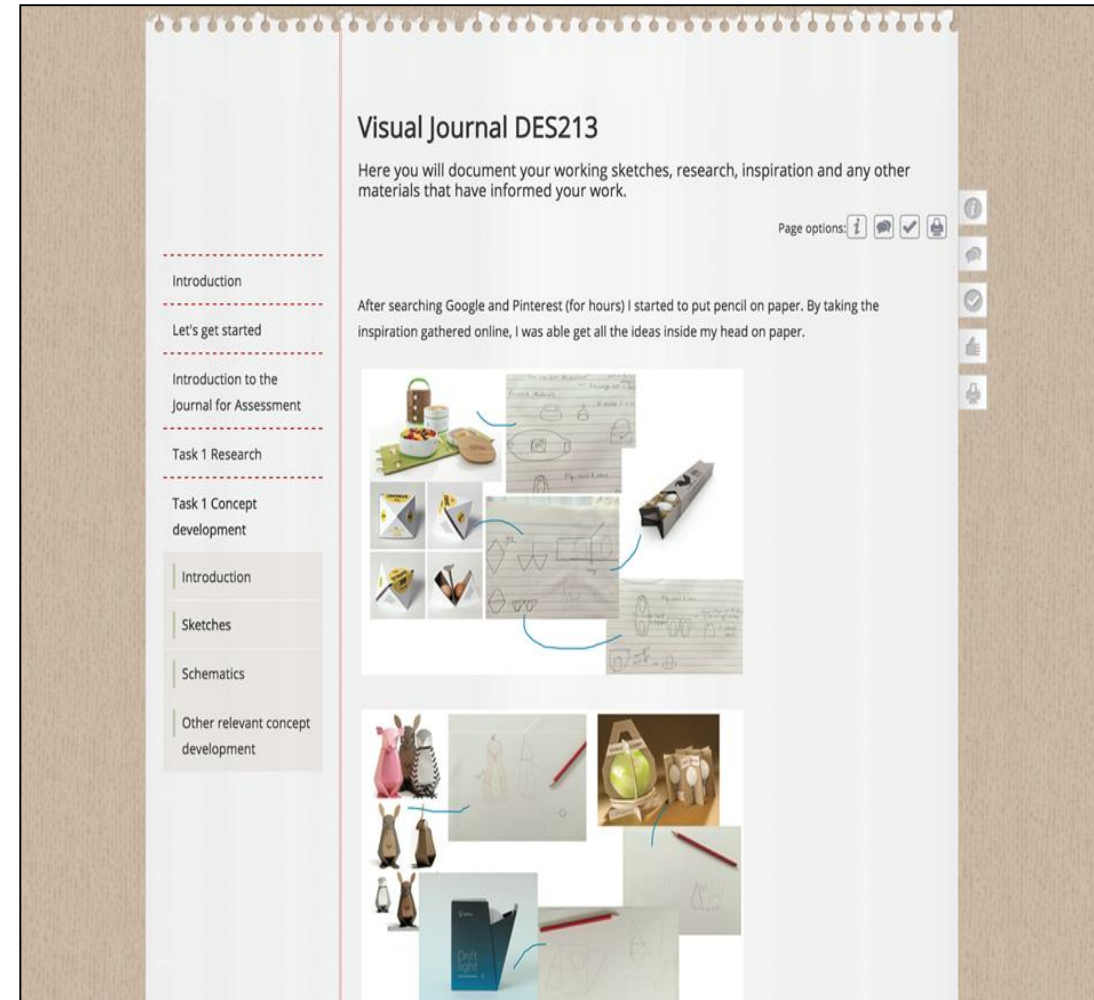 Visual Journal DES213
Here you will document your working sketches, research, inspiration and any other
materials that have informed your work.
Page options:
Introduction
Let's get started
Introduction to the
Journal for Assessment
Task 1 Research
Task 1 Concept
development
Introduction
Sketches
Schematics
Other relevant concept
development
After searching Google and Pinterest (for hours) I started to put pencil on paper. By taking the
inspiration gathered online, I was able get all the ideas inside my head on paper.
Drift
light